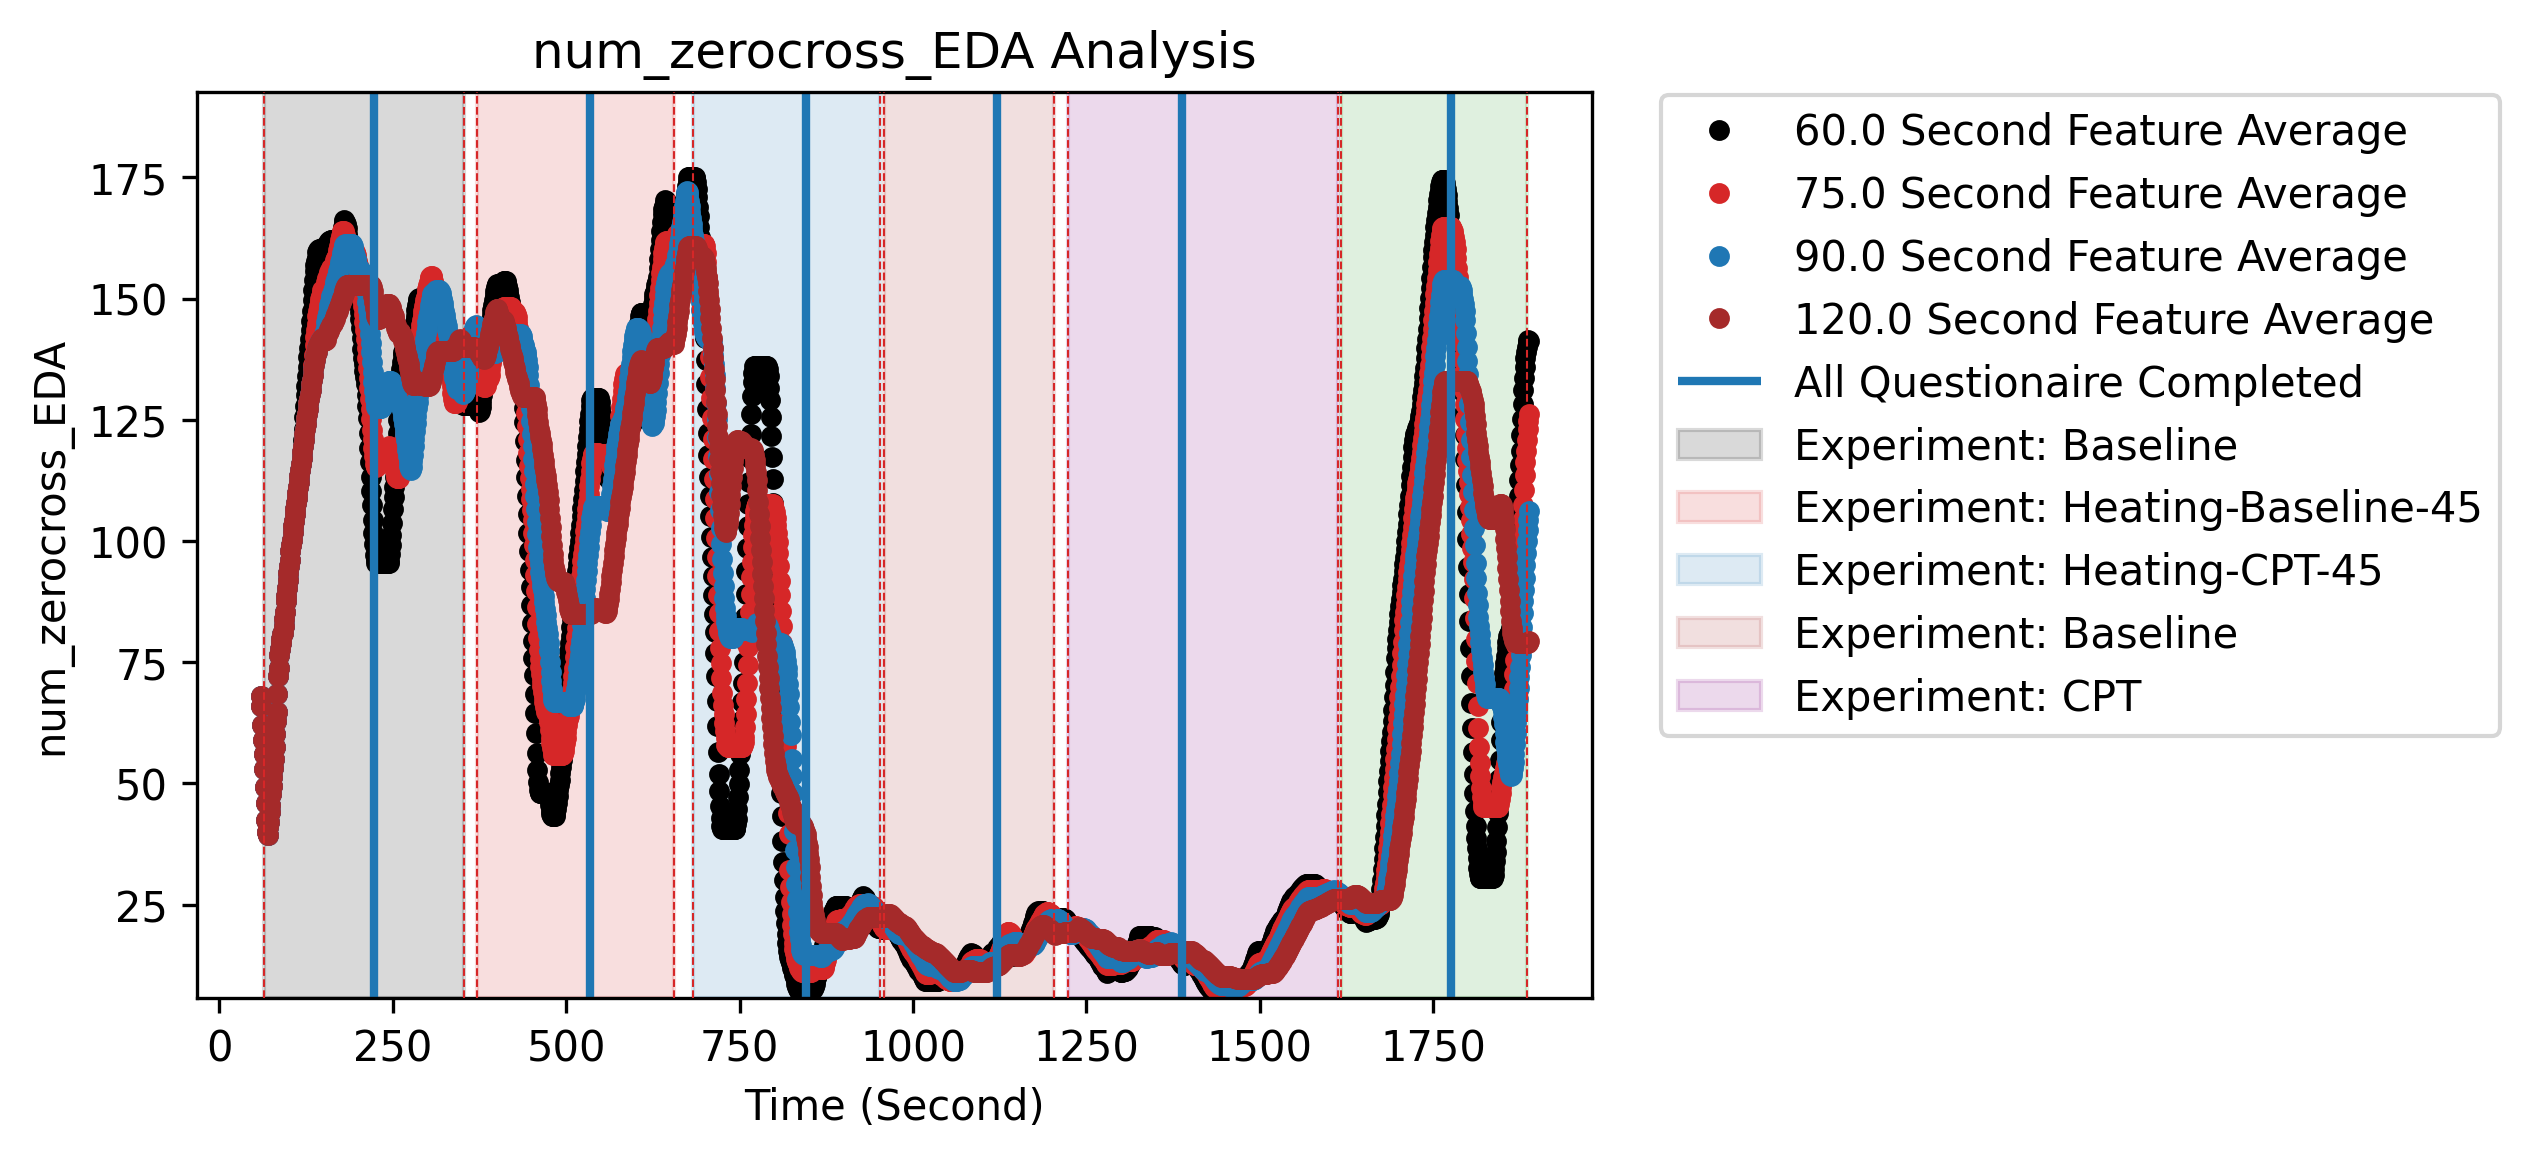 num_zerocross_EDA Analysis
num_zerocross_EDA
175
150
125
100
75
50
25
0 250 500 750 1000 1250 1500 1750
Time (Second)
60.0 Second Feature Average
75.0 Second Feature Average
90.0 Second Feature Average
120.0 Second Feature Average
All Questionaire Completed
Experiment: Baseline
Experiment: Heating-Baseline-45
Experiment: Heating-CPT-45
Experiment: Baseline
Experiment: CPT